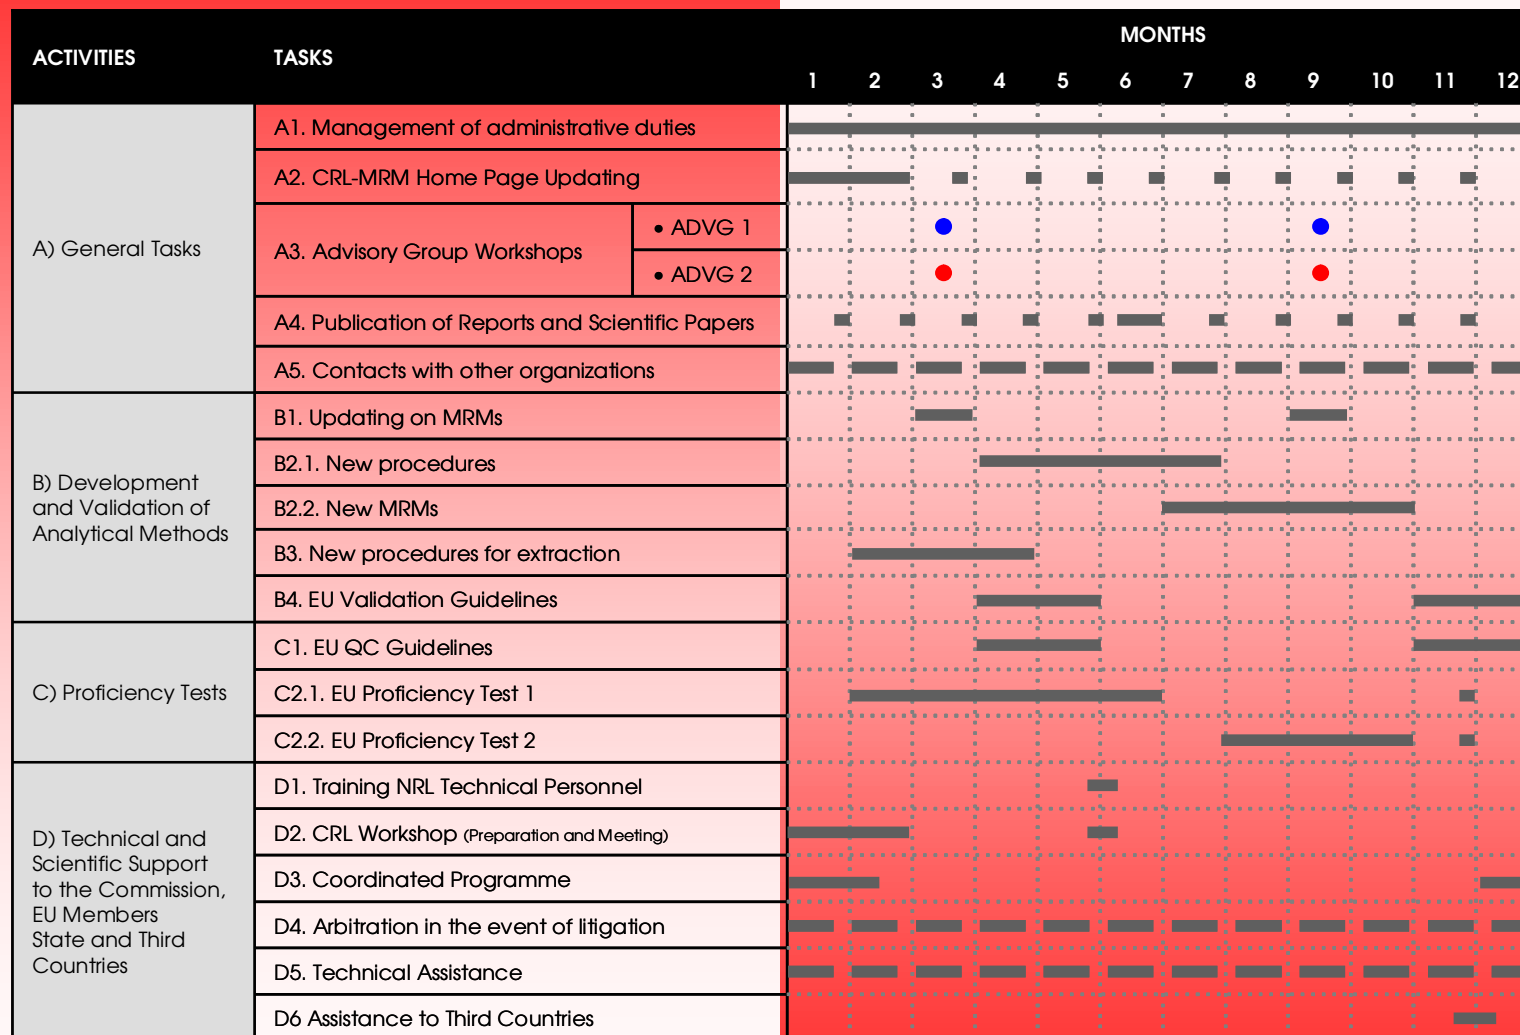 ACTIVITIES
TASKS
MONTHS
1 2 3 4 5 6 7 8 9 10 11 12
A) General Tasks
A1. Management of administrative duties
A2. CRL-MRM Home Page Updating
A3. Advisory Group Workshops
• ADVG 1
• ADVG 2
A4. Publication of Reports and Scientific Papers
A5. Contacts with other organizations
B) Development
and Validation of
Analytical Methods
B1. Updating on MRMs
B2.1. New procedures
B2.2. New MRMs
B3. New procedures for extraction
B4. EU Validation Guidelines
C) Proficiency Tests
C1. EU QC Guidelines
C2.1. EU Proficiency Test 1
C2.2. EU Proficiency Test 2
D) Technical and
Scientific Support
to the Commission,
EU Members
State and Third
Countries
D1. Training NRL Technical Personnel
D2. CRL Workshop (Preparation and Meeting)
D3. Coordinated Programme
D4. Arbitration in the event of litigation
D5. Technical Assistance
D6 Assistance to Third Countries